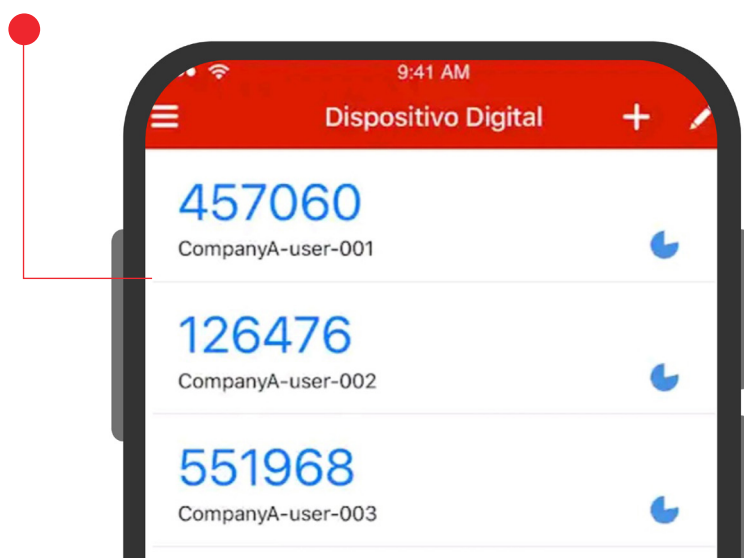 9:41 AM
Dispositivo Digital
457060
CompanyA-user-001
126476
CompanyA-user-002
551968
CompanyA-user-003